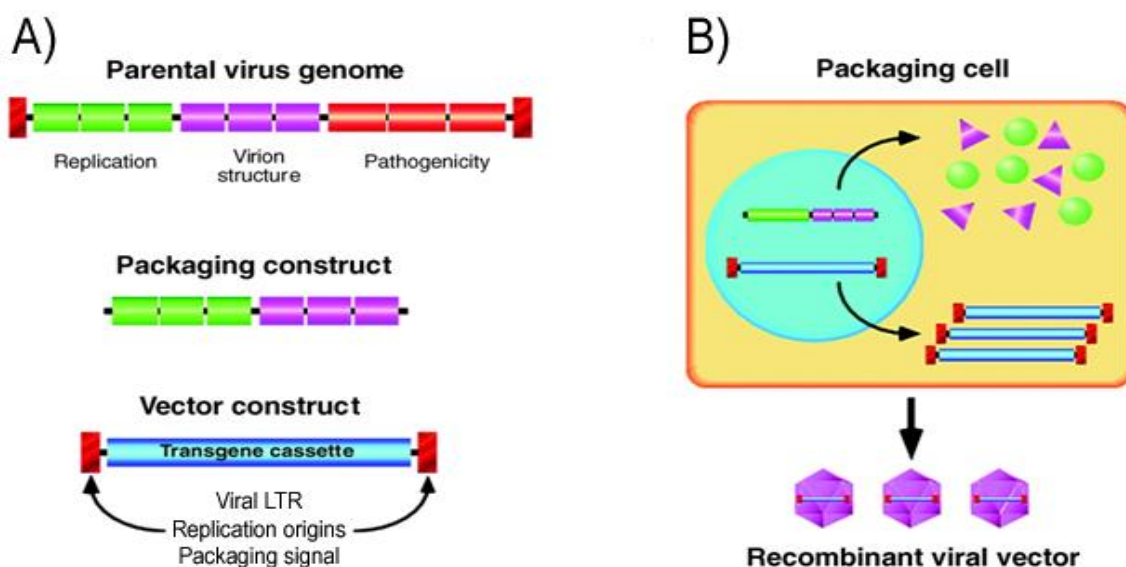 A)
Parental virus genome
Replication
Virion
structure
Pathogenicity
Packaging construct
Vector construct
Transgene cassette
Viral LTR
Replication origins
Packaging signal
B)
Packaging cell
Recombinant viral vector